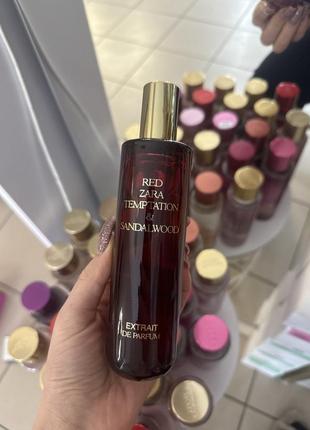 RED
ZARA
TEMPTATION
&
SANDALWOOD
EXTRAIT
DE PARFUM